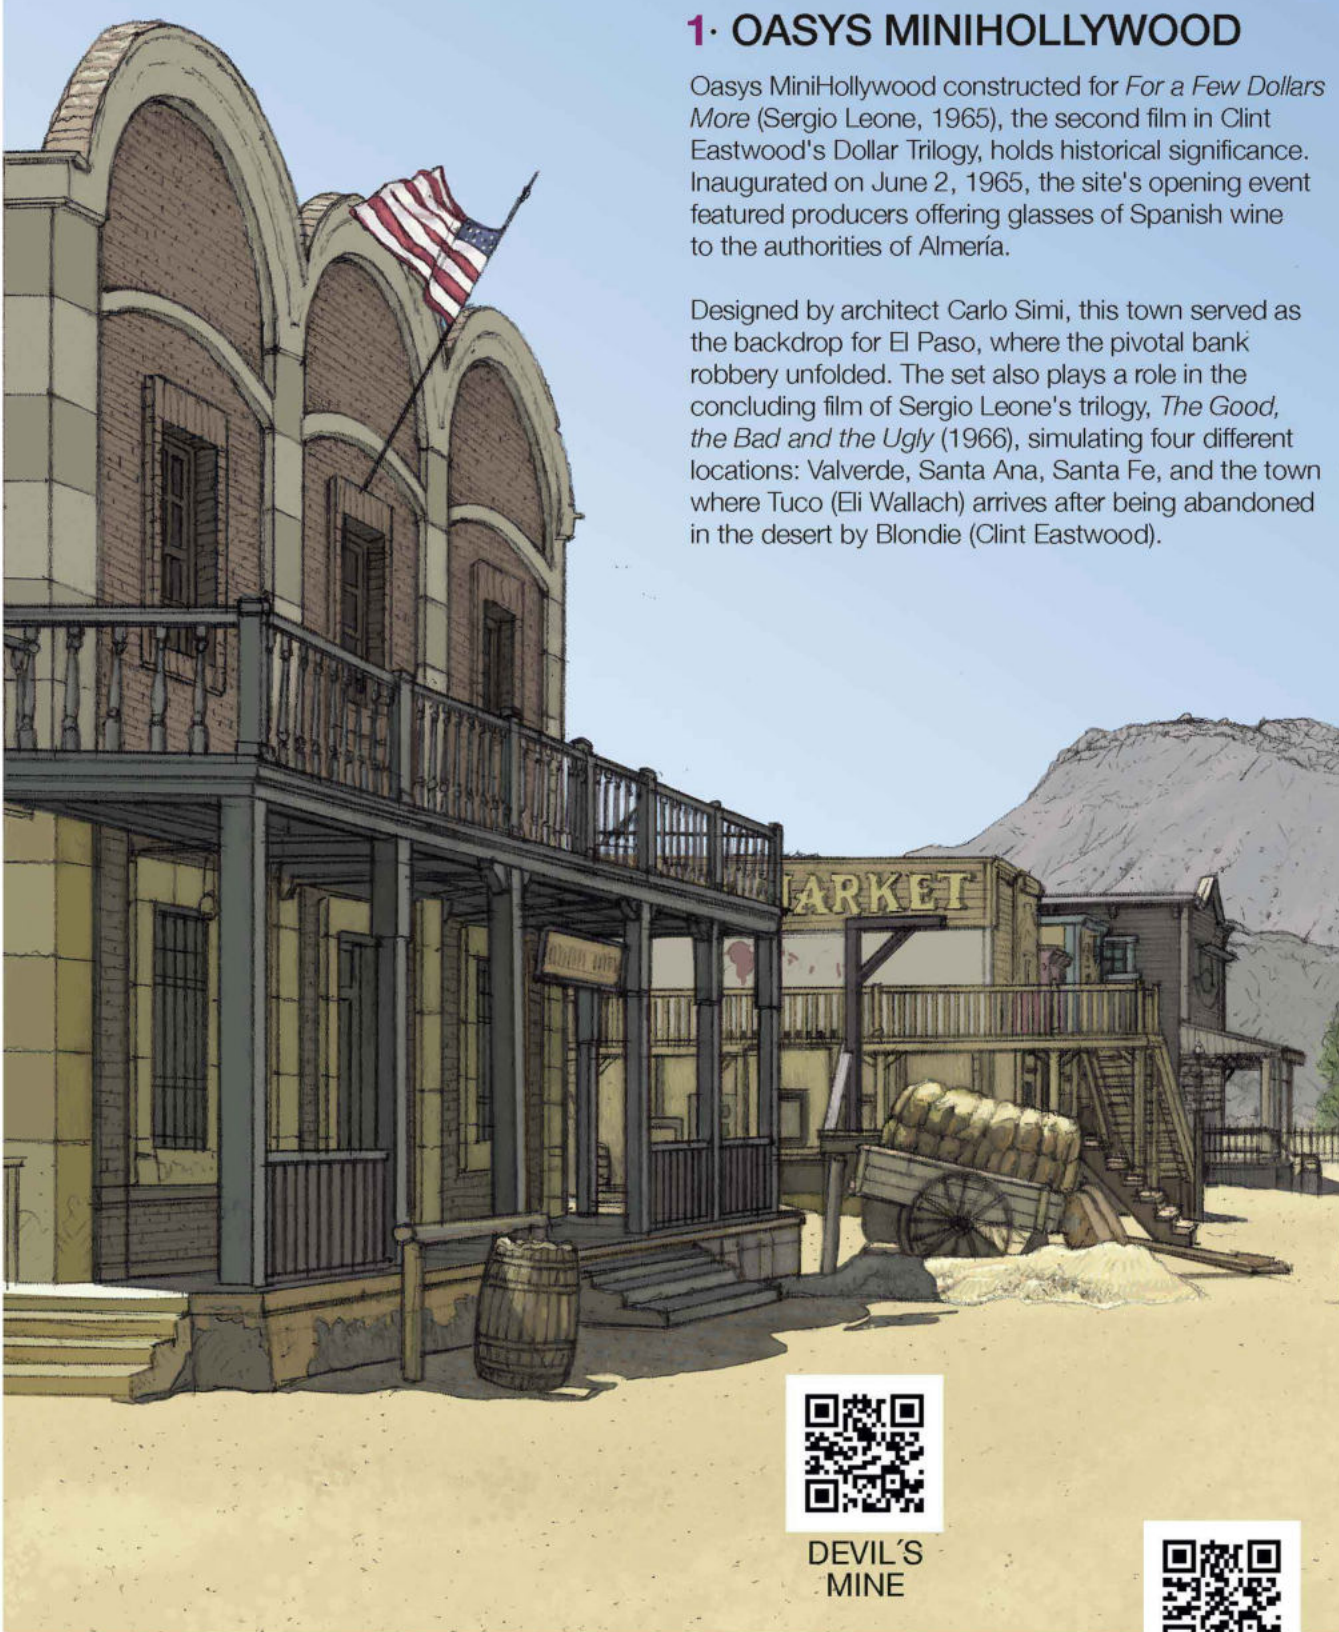 1· OASYS MINIHOLLYWOOD
Oasys MiniHollywood constructed for For a Few Dollars
More (Sergio Leone, 1965), the second film in Clint
Eastwood's Dollar Trilogy, holds historical significance.
Inaugurated on June 2, 1965, the site's opening event
featured producers offering glasses of Spanish wine
to the authorities of Almería.
Designed by architect Carlo Simi, this town served as
the backdrop for El Paso, where the pivotal bank
robbery unfolded. The set also plays a role in the
concluding film of Sergio Leone's trilogy, The Good,
the Bad and the Ugly (1966), simulating four different
locations: Valverde, Santa Ana, Santa Fe, and the town
where Tuco (Eli Wallach) arrives after being abandoned
in the desert by Blondie (Clint Eastwood).
ARKET
DEVIL´S
MINE